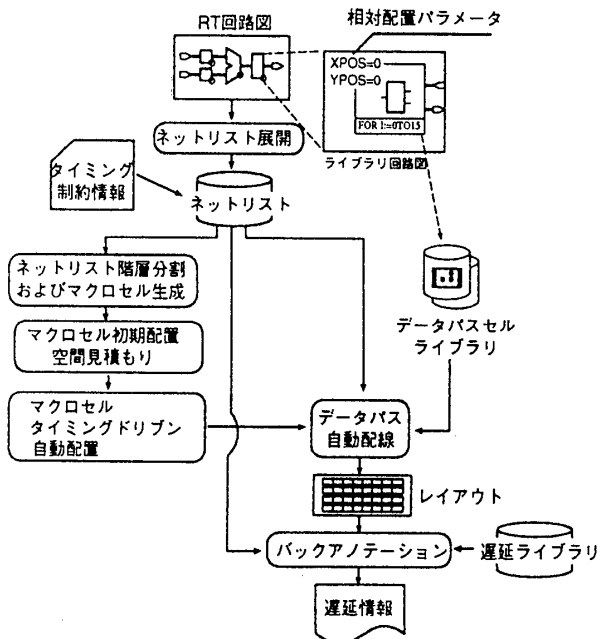 相対配置パラメータ
RT回路図
XPOS=0
YPOS=0
FOR I:=0TO15
ライブラリ回路図
ネットリスト展開
タイミング
制約情報
ネットリスト
ネットリスト階層分割
およびマクロセル生成
データパスセル
ライブラリ
マクロセル初期配置
空間見積もり
マクロセル
タイミングドリブン
自動配置
データパス
自動配線
レイアウト
バックアノテーション
遅延ライブラリ
遅延情報